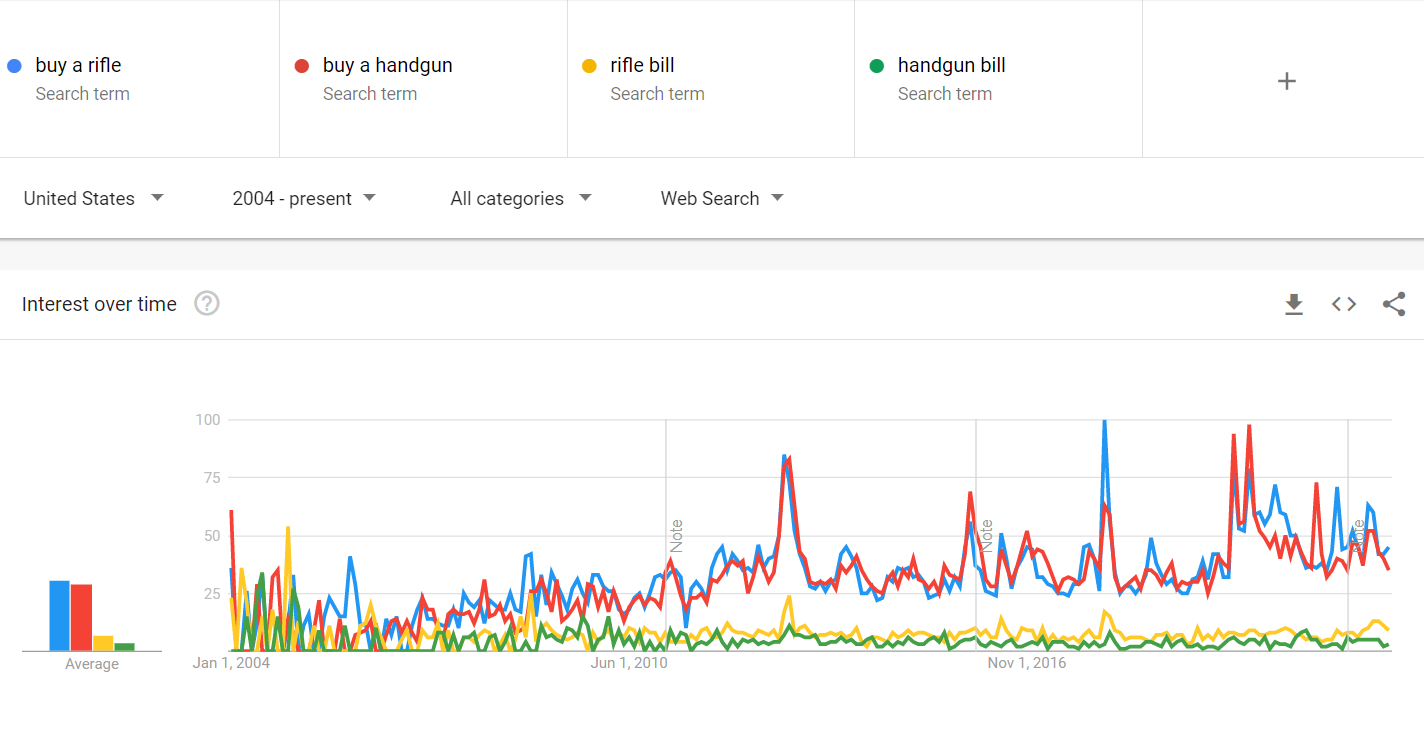 buy a rifle
Search term
buy a handgun
Search term
rifle bill
Search term
handgun bill
Search term
+
United States
2004 - present
All categories
Web Search
Interest over time
?
100
75
50
25
Note
Note
Note
Average
Jan 1, 2004
Jun 1, 2010
Nov 1, 2016